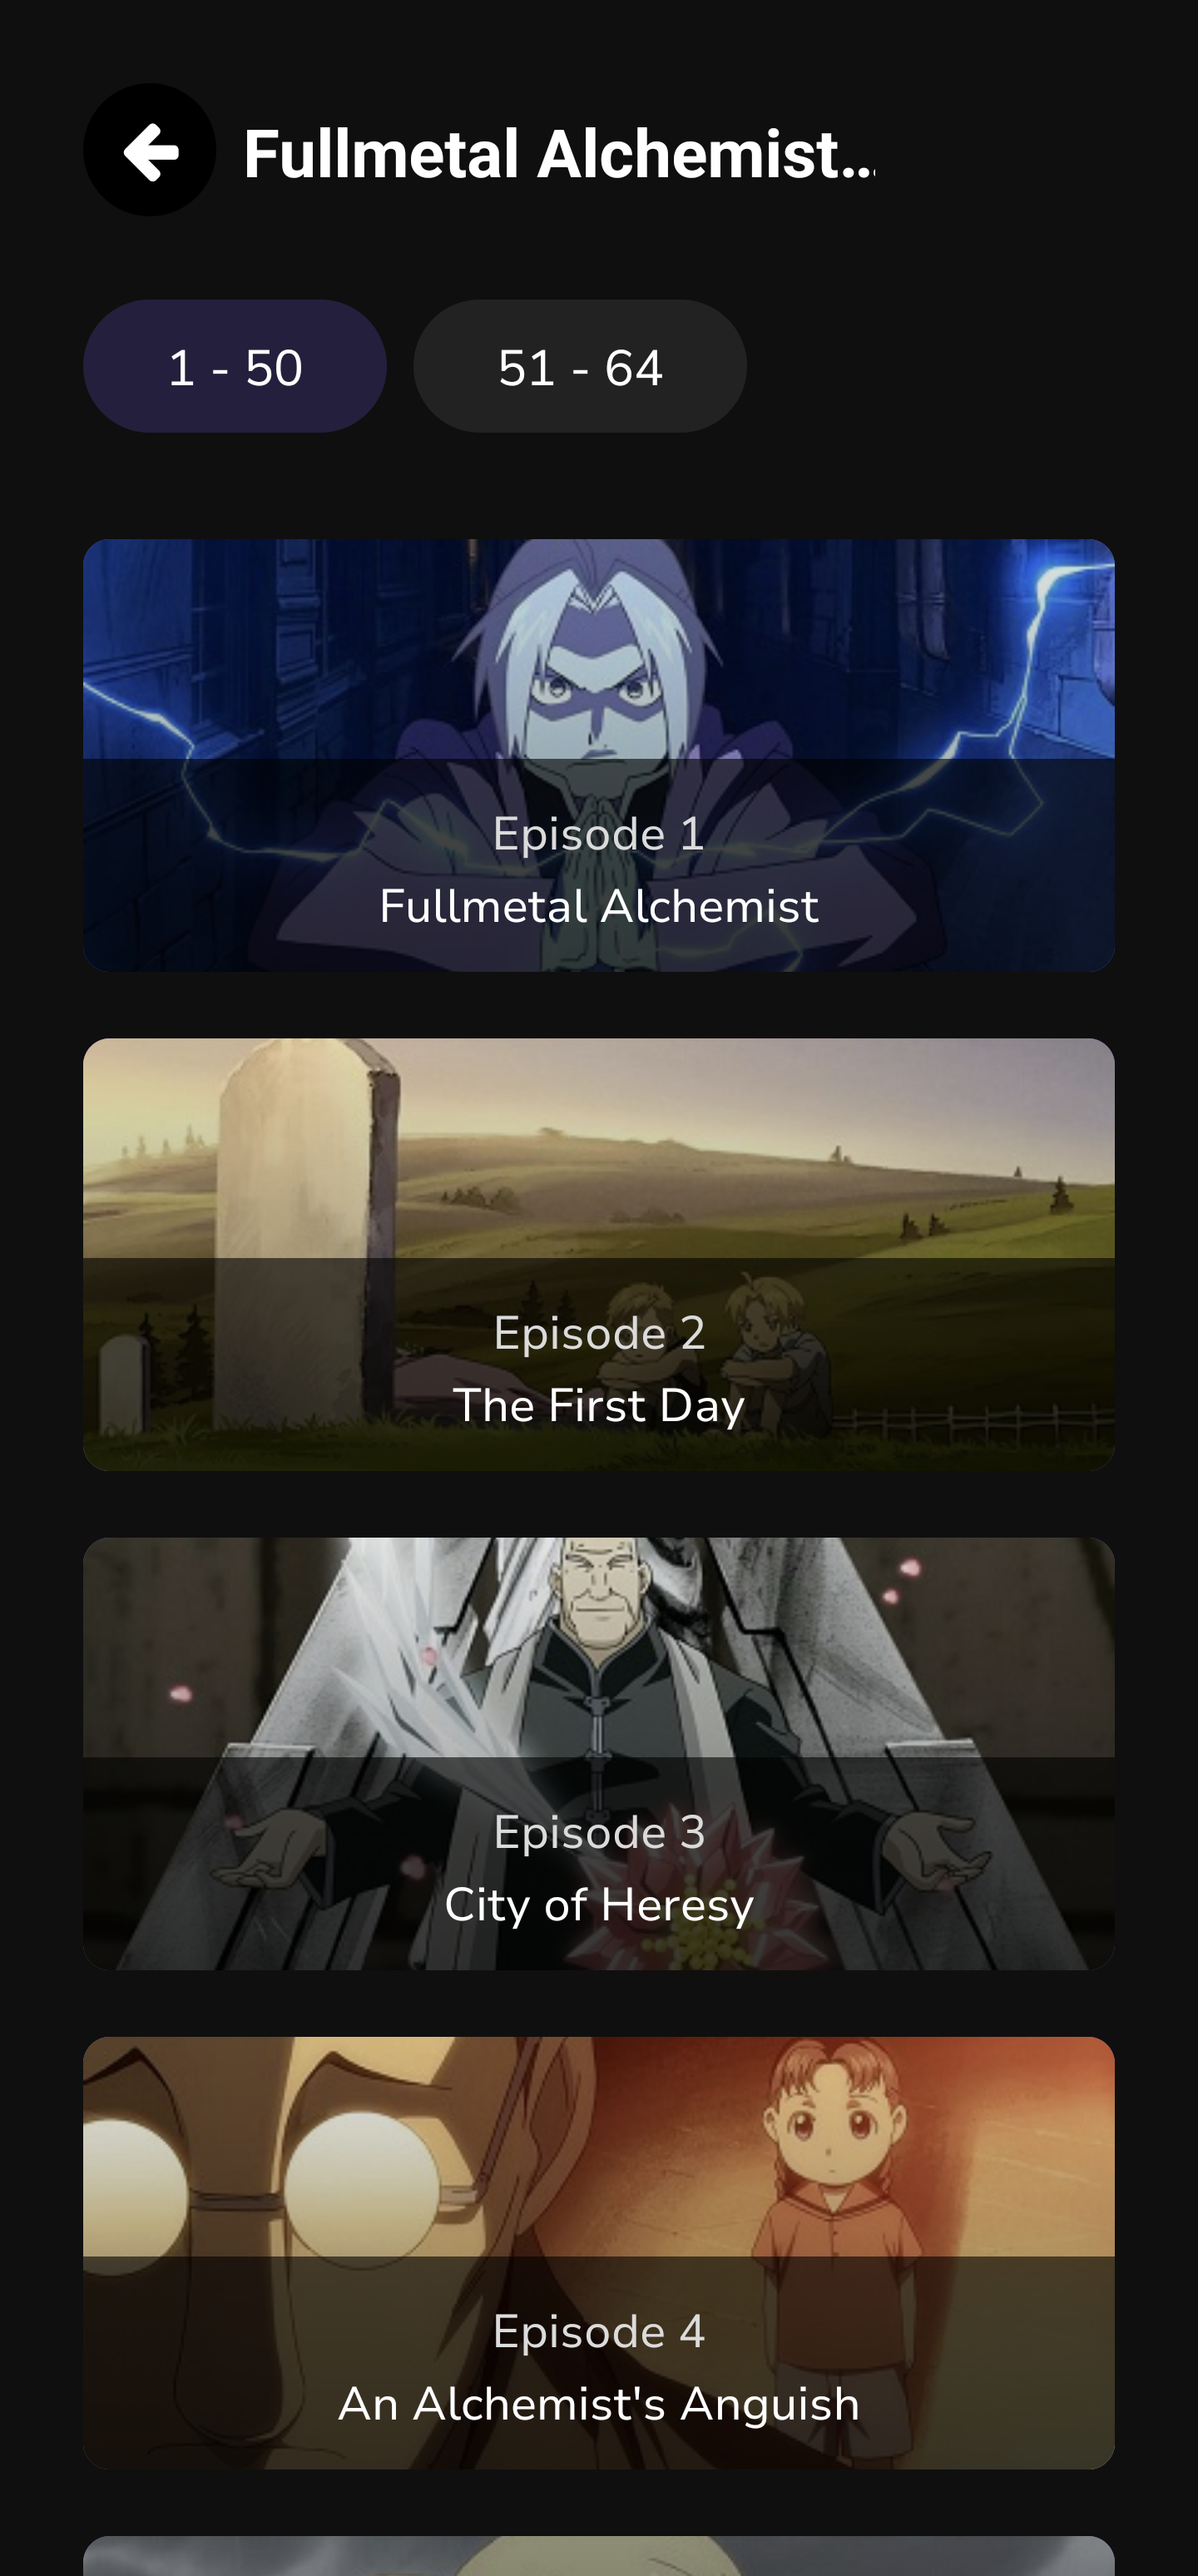 Fullmetal Alchemist...
1 - 50
51 - 64
Episode 1
Fullmetal Alchemist
Episode 2
The First Day
Episode 3
City of Heresy
Episode 4
An Alchemist's Anguish